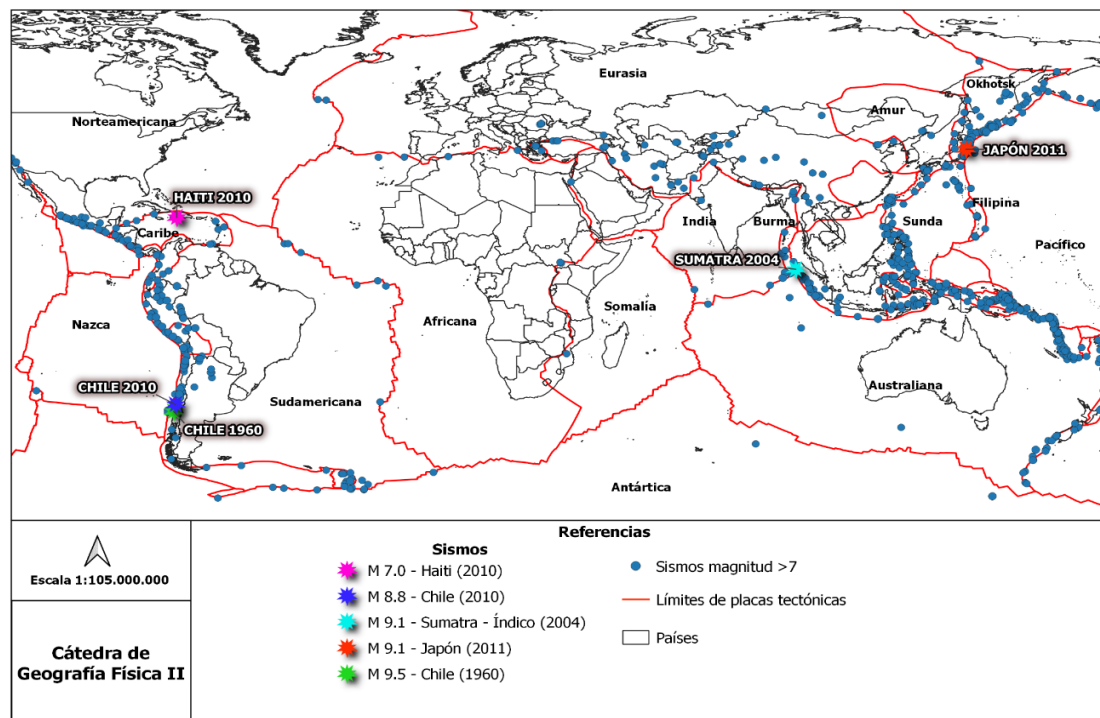 Eurasia
Okhotsk
Norteamericana
Amur
JAPÓN 2011
HAITI 2010
Caribe
India
Burma
Sunda
Filipina
Pacífico
SUMATRA 2004
Nazca
Africana
Somalia
CHILE 2010
Sudamericana
Australiana
CHILE 1960
Antártica
Escala 1:105.000.000
Cátedra de
Geografía Física II
Referencias
Sismos
M 7.0 - Haiti (2010)
M 8.8 - Chile (2010)
M 9.1 - Sumatra - Índico (2004)
M 9.1 - Japón (2011)
M 9.5 - Chile (1960)
Sismos magnitud >7
Límites de placas tectónicas
Países